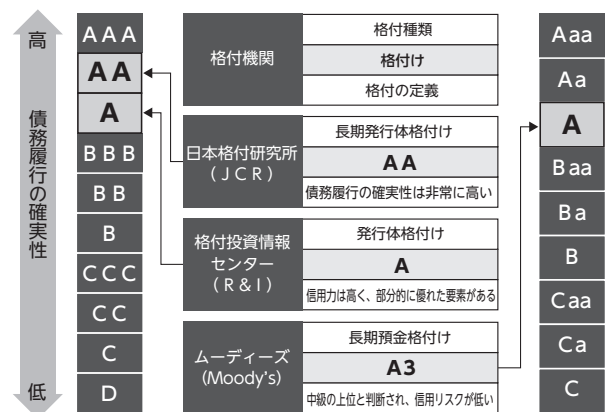 高
債務履行の確実性
低
AAA
AA
A
BBB
BB
B
CCC
CC
C
D
格付機関
格付種類
格付け
格付の定義
日本格付研究所
(JCR)
長期発行体格付け
AA
債務履行の確実性は非常に高い
格付投資情報
センター
(R&I)
発行体格付け
A
信用力は高く、部分的に優れた要素がある
ムーディーズ
(Moody's)
長期預金格付け
A3
中級の上位と判断され、信用リスクが低い
Aaa
Aa
A
Baa
Ba
B
Caa
Ca
C